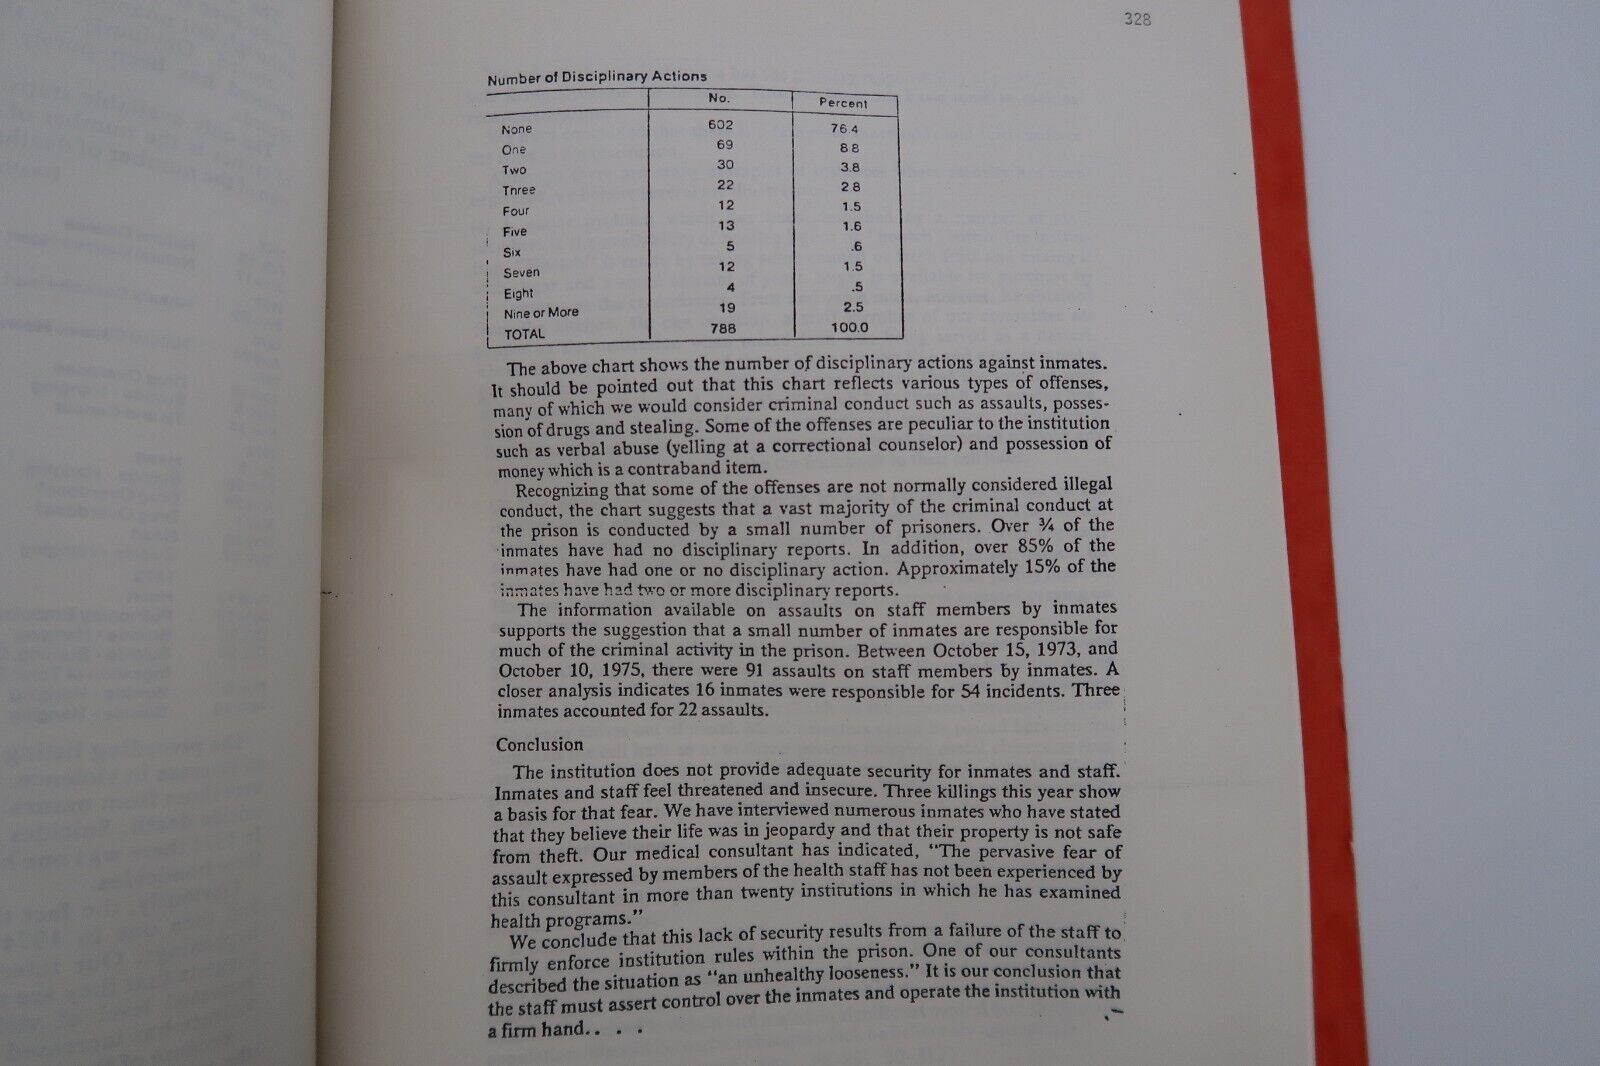 328
Number of Disciplinary Actions
No. Percent
None 602 76.4
One 69 8.8
Two 30 3.8
Three 22 2.8
Four 12 1.5
Five 13 1.6
Six 5 .6
Seven 12 1.5
Eight 4 .5
Nine or More 19 2.5
TOTAL 788 100.0
The above chart shows the number of disciplinary actions against inmates.
It should be pointed out that this chart reflects various types of offenses,
many of which we would consider criminal conduct such as assaults, posses-
sion of drugs and stealing. Some of the offenses are peculiar to the institution
such as verbal abuse (yelling at a correctional counselor) and possession of
money which is a contraband item.
Recognizing that some of the offenses are not normally considered illegal
conduct, the chart suggests that a vast majority of the criminal conduct at
the prison is conducted by a small number of prisoners. Over ¾ of the
inmates have had no disciplinary reports. In addition, over 85% of the
inmates have had one or no disciplinary action. Approximately 15% of the
inmates have had two or more disciplinary reports.
The information available on assaults on staff members by inmates
supports the suggestion that a small number of inmates are responsible for
much of the criminal activity in the prison. Between October 15, 1973, and
October 10, 1975, there were 91 assaults on staff members by inmates. A
closer analysis indicates 16 inmates were responsible for 54 incidents. Three
inmates accounted for 22 assaults.
Conclusion
The institution does not provide adequate security for inmates and staff.
Inmates and staff feel threatened and insecure. Three killings this year show
a basis for that fear. We have interviewed numerous inmates who have stated
that they believe their life was in jeopardy and that their property is not safe
from theft. Our medical consultant has indicated, "The pervasive fear of
assault expressed by members of the health staff has not been experienced by
this consultant in more than twenty institutions in which he has examined
health programs."
We conclude that this lack of security results from a failure of the staff to
firmly enforce institution rules within the prison. One of our consultants
described the situation as "an unhealthy looseness." It is our conclusion that
the staff must assert control over the inmates and operate the institution with
a firm hand. . . .